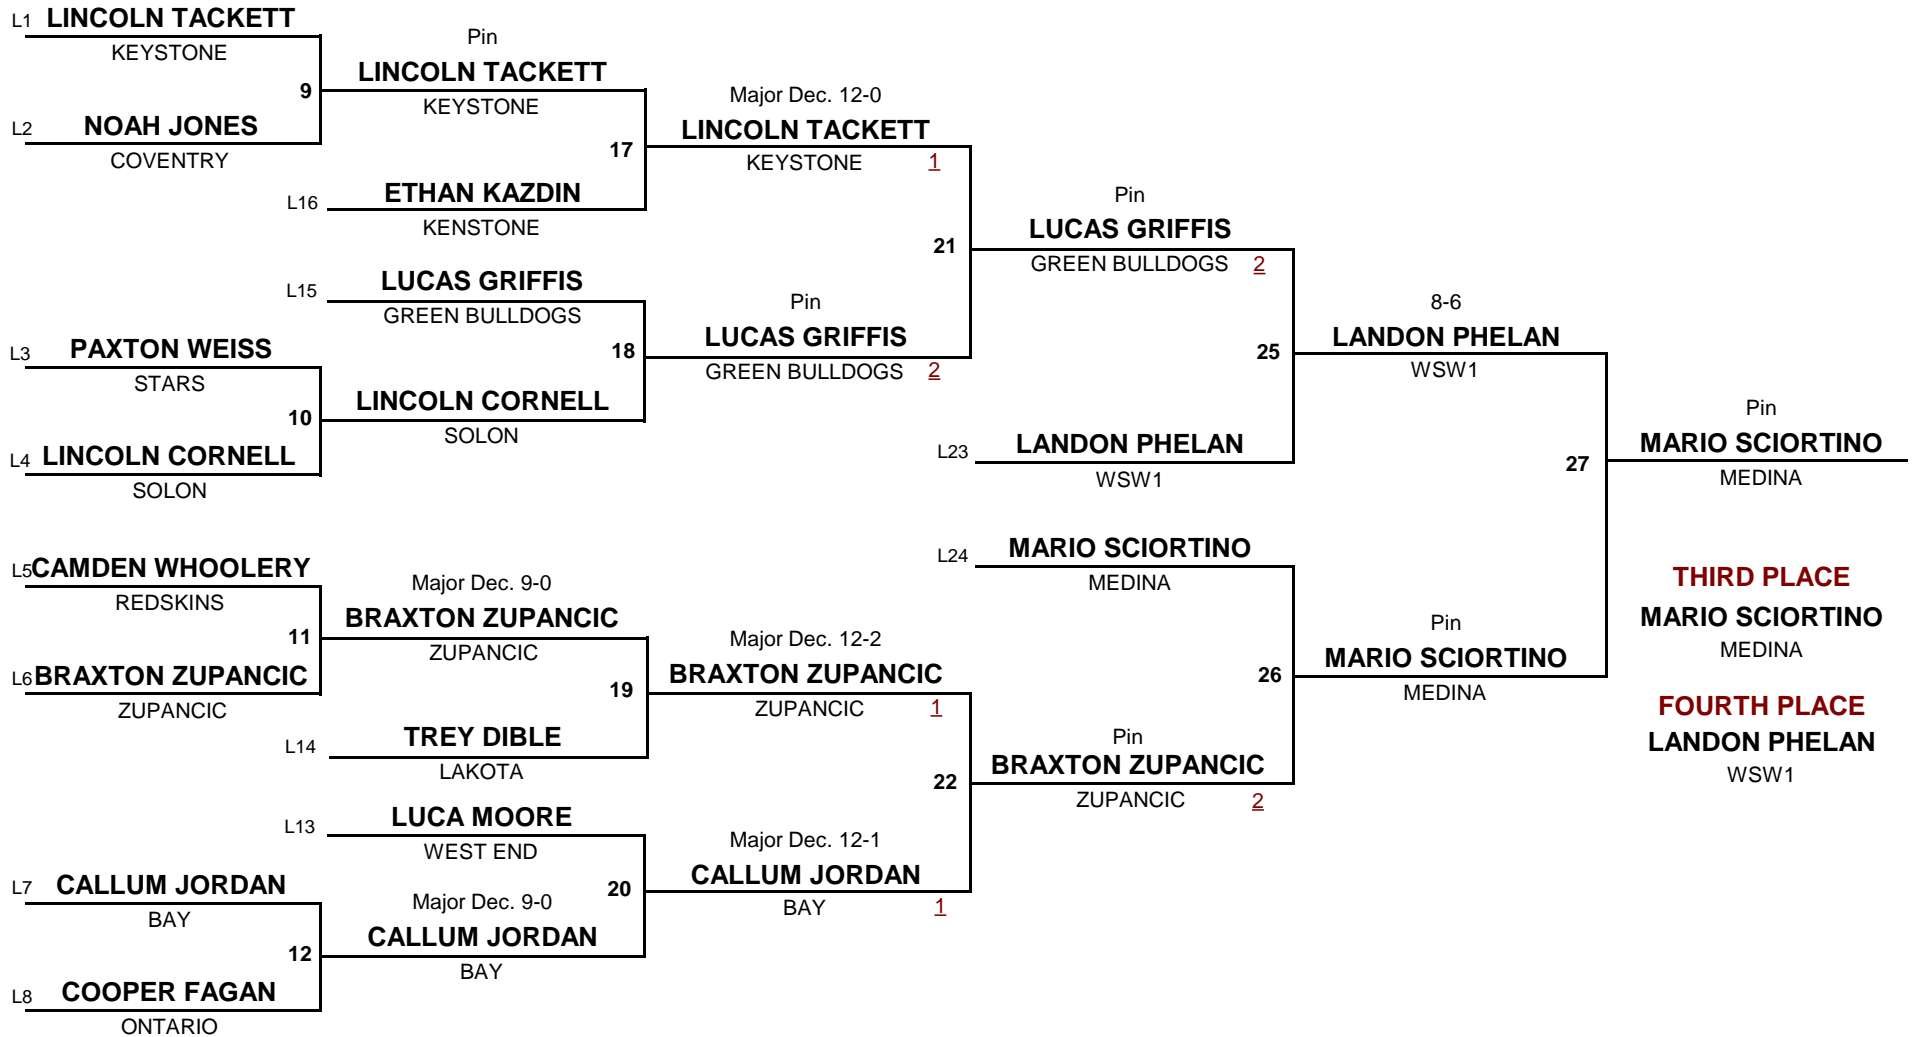 L1 LINCOLN TACKETT
KEYSTONE
9
L2 NOAH JONES
COVENTRY
Pin
LINCOLN TACKETT
KEYSTONE
17
L16 ETHAN KAZDIN
KENSTONE
Major Dec. 12-0
LINCOLN TACKETT
KEYSTONE 1
21
L15 LUCAS GRIFFIS
GREEN BULLDOGS
18
Pin
LUCAS GRIFFIS
GREEN BULLDOGS 2
L3 PAXTON WEISS
STARS
10
L4 LINCOLN CORNELL
SOLON
LINCOLN CORNELL
SOLON
Pin
LUCAS GRIFFIS
GREEN BULLDOGS 2
25
L23 LANDON PHELAN
WSW1
8-6
LANDON PHELAN
WSW1
27
Pin
MARIO SCIORTINO
MEDINA
L5 CAMDEN WHOOLERY
REDSKINS
11
L6 BRAXTON ZUPANCIC
ZUPANCIC
Major Dec. 9-0
BRAXTON ZUPANCIC
ZUPANCIC
19
L14 TREY DIBLE
LAKOTA
Major Dec. 12-2
BRAXTON ZUPANCIC
ZUPANCIC 1
22
L13 LUCA MOORE
WEST END
20
L7 CALLUM JORDAN
BAY
12
L8 COOPER FAGAN
ONTARIO
Major Dec. 9-0
CALLUM JORDAN
BAY
Major Dec. 12-1
CALLUM JORDAN
BAY 1
L24 MARIO SCIORTINO
MEDINA
26
Pin
BRAXTON ZUPANCIC
ZUPANCIC 2
Pin
MARIO SCIORTINO
MEDINA
THIRD PLACE
MARIO SCIORTINO
MEDINA
FOURTH PLACE
LANDON PHELAN
WSW1